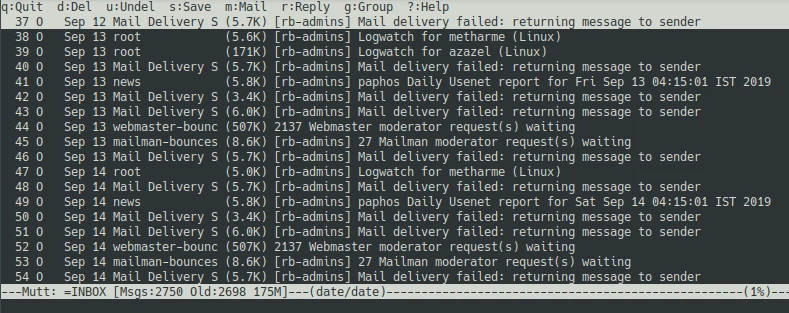 q:Quit  d:Del  u:Undel  s:Save  m:Mail  r:Reply  g:Group  ?:Help
37 O   Sep 12 Mail Delivery S (5.7K) [rb-admins] Mail delivery failed: returning message to sender
38 O   Sep 13 root            (5.6K) [rb-admins] Logwatch for metharme (Linux)
39 O   Sep 13 root            (171K) [rb-admins] Logwatch for azazel (Linux)
40 O   Sep 13 Mail Delivery S (5.7K) [rb-admins] Mail delivery failed: returning message to sender
41 O   Sep 13 news            (5.8K) [rb-admins] paphos Daily Usenet report for Fri Sep 13 04:15:01 IST 2019
42 O   Sep 13 Mail Delivery S (3.4K) [rb-admins] Mail delivery failed: returning message to sender
43 O   Sep 13 Mail Delivery S (6.0K) [rb-admins] Mail delivery failed: returning message to sender
44 O   Sep 13 webmaster-bounc (507K) 2137 Webmaster moderator request(s) waiting
45 O   Sep 13 mailman-bounces (8.6K) [rb-admins] 27 Mailman moderator request(s) waiting
46 O   Sep 13 Mail Delivery S (5.7K) [rb-admins] Mail delivery failed: returning message to sender
47 O   Sep 14 root            (5.0K) [rb-admins] Logwatch for metharme (Linux)
48 O   Sep 14 Mail Delivery S (5.7K) [rb-admins] Mail delivery failed: returning message to sender
49 O   Sep 14 news            (5.8K) [rb-admins] paphos Daily Usenet report for Sat Sep 14 04:15:01 IST 2019
50 O   Sep 14 Mail Delivery S (3.4K) [rb-admins] Mail delivery failed: returning message to sender
51 O   Sep 14 Mail Delivery S (6.0K) [rb-admins] Mail delivery failed: returning message to sender
52 O   Sep 14 webmaster-bounc (507K) 2137 Webmaster moderator request(s) waiting
53 O   Sep 14 mailman-bounces (8.6K) [rb-admins] 27 Mailman moderator request(s) waiting
54 O   Sep 14 Mail Delivery S (5.7K) [rb-admins] Mail delivery failed: returning message to sender
---Mutt: =INBOX [Msgs:2750 Old:2698 175M]---(date/date)-----------------------------------------------(1%)---